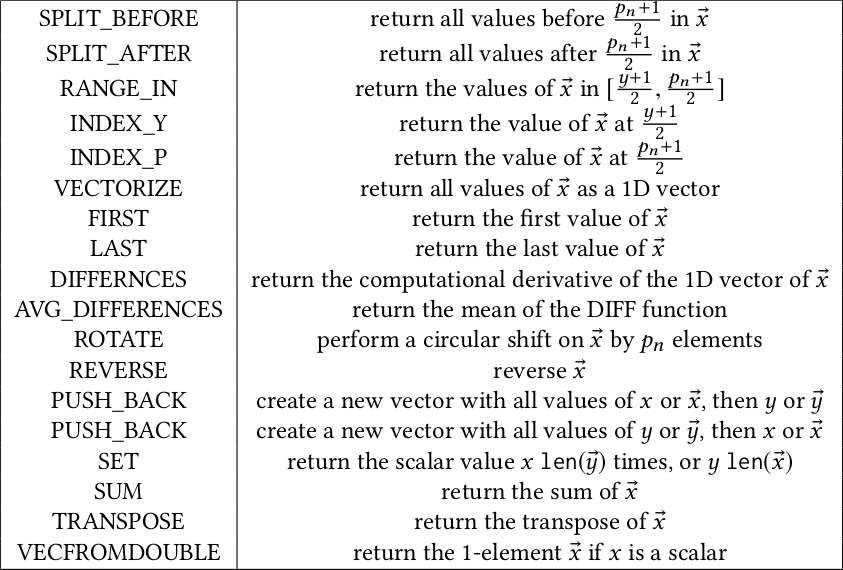 SPLIT_BEFORE return all values before $\frac{p_n+1}{2}$ in $\vec{x}$
SPLIT_AFTER return all values after $\frac{p_n+1}{2}$ in $\vec{x}$
RANGE_IN return the values of $\vec{x}$ in $[\frac{y+1}{2}, \frac{p_n+1}{2}]$
INDEX_Y return the value of $\vec{x}$ at $\frac{y+1}{2}$
INDEX_P return the value of $\vec{x}$ at $\frac{p_n+1}{2}$
VECTORIZE return all values of $\vec{x}$ as a 1D vector
FIRST return the first value of $\vec{x}$
LAST return the last value of $\vec{x}$
DIFFERNCES return the computational derivative of the 1D vector of $\vec{x}$
AVG_DIFFERENCES return the mean of the DIFF function
ROTATE perform a circular shift on $\vec{x}$ by $p_n$ elements
REVERSE reverse $\vec{x}$
PUSH_BACK create a new vector with all values of $x$ or $\vec{x}$, then $y$ or $\vec{y}$
PUSH_BACK create a new vector with all values of $y$ or $\vec{y}$, then $x$ or $\vec{x}$
SET return the scalar value $x$ len($\vec{y}$) times, or $y$ len($\vec{x}$)
SUM return the sum of $\vec{x}$
TRANSPOSE return the transpose of $\vec{x}$
VECFROMDOUBLE return the 1-element $\vec{x}$ if $x$ is a scalar